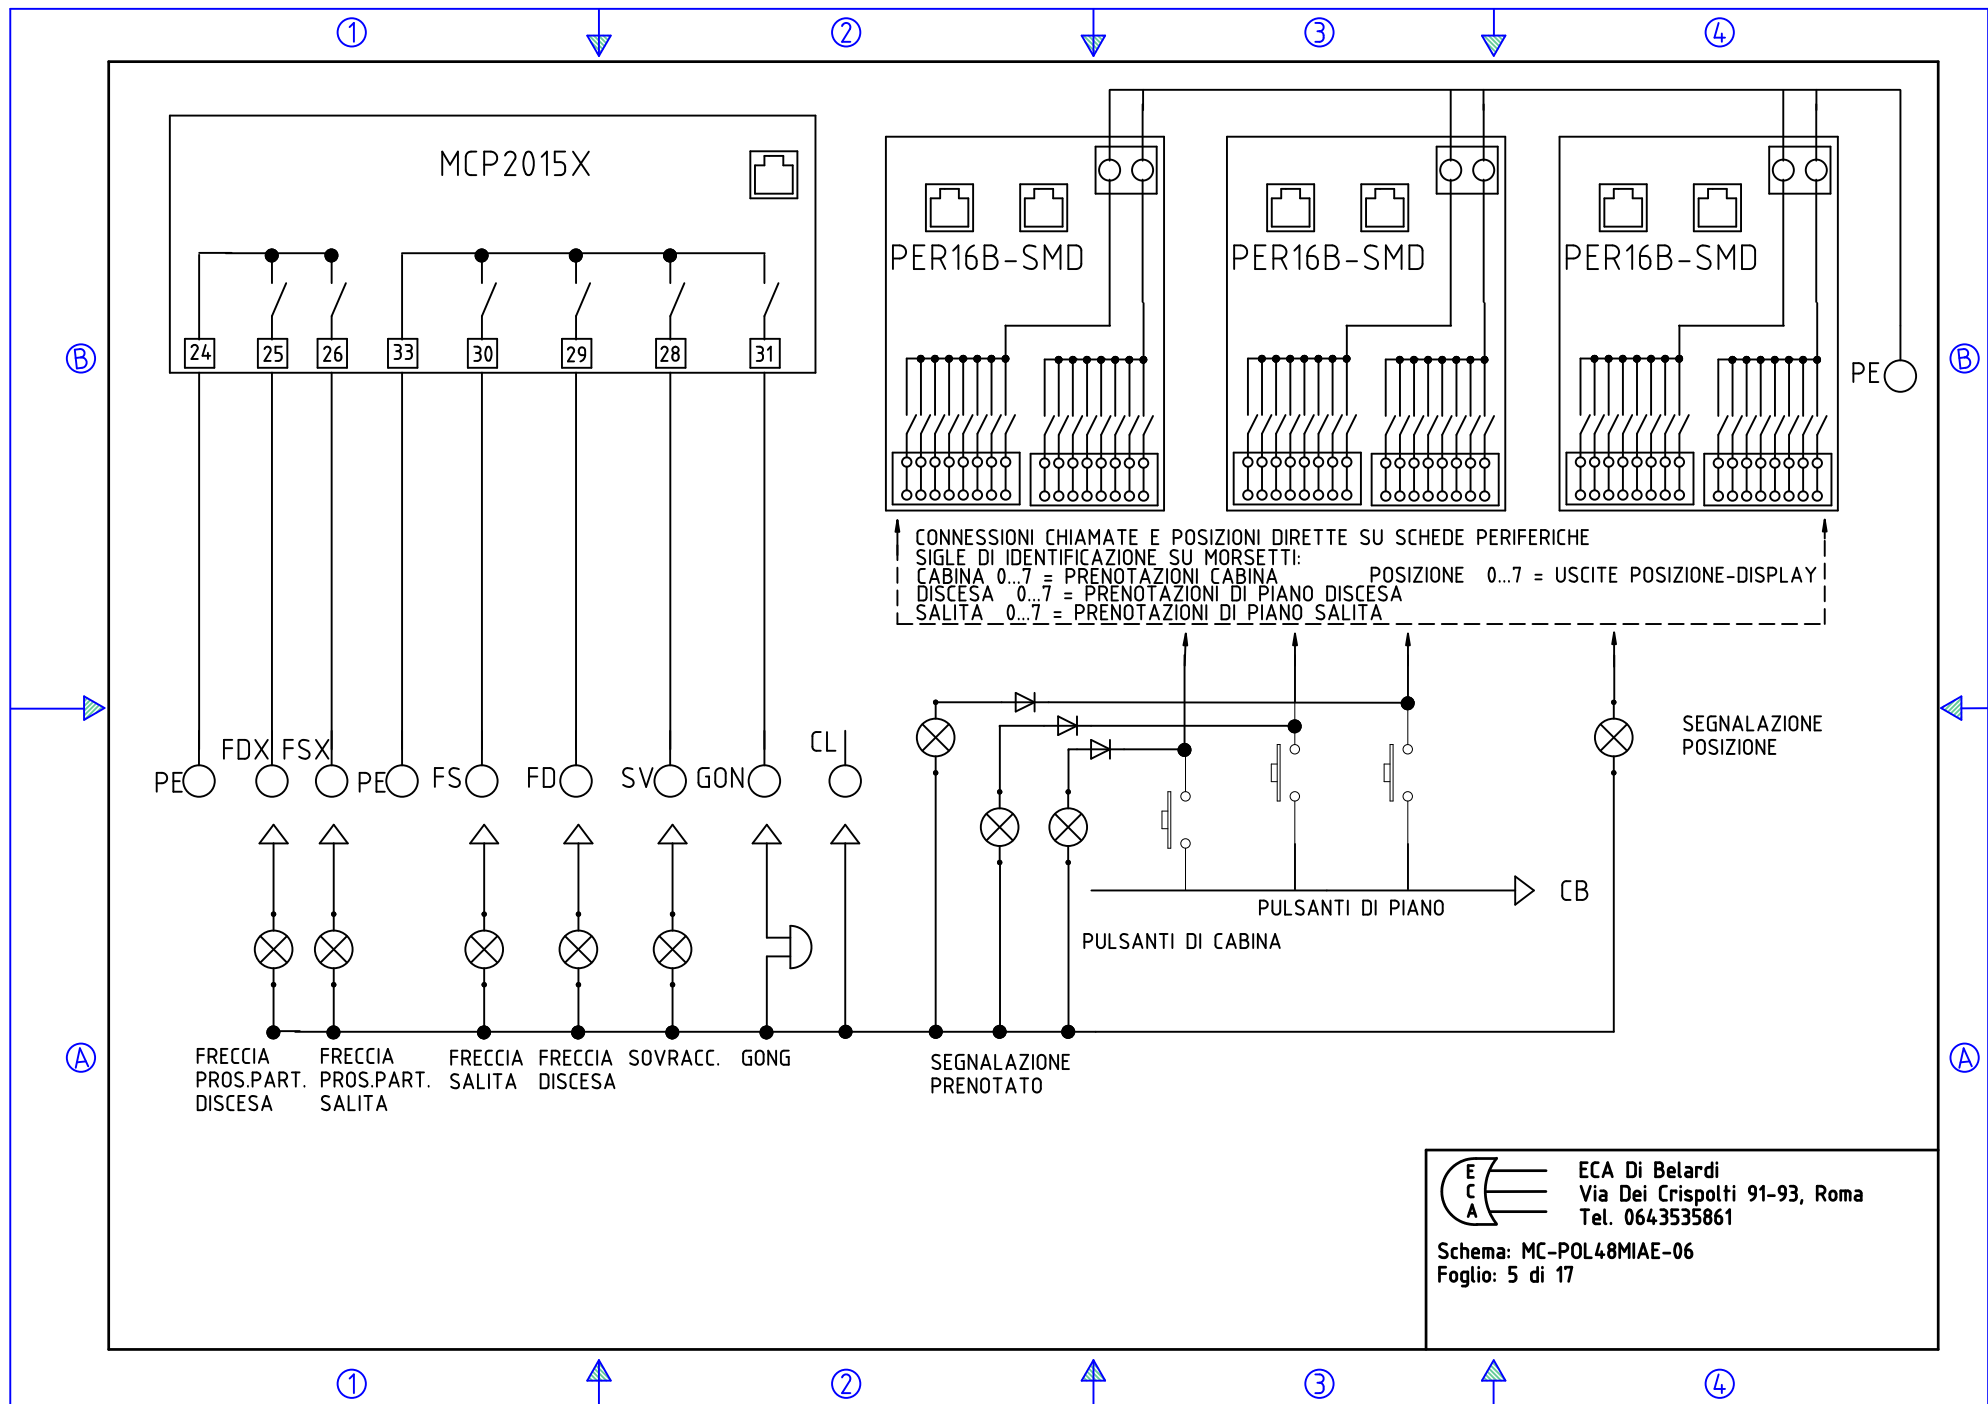 1 2 3 4
MCP2015X
PER16B-SMD PER16B-SMD PER16B-SMD
24 25 26 33 30 29 28 31
B B
PE
CONNESSIONI CHIAMATE E POSIZIONI DIRETTE SU SCHEDE PERIFERICHE
SIGLE DI IDENTIFICAZIONE SU MORSETTI:
CABINA 0...7 = PRENOTAZIONI CABINA POSIZIONE 0...7 = USCITE POSIZIONE-DISPLAY
DISCESA 0...7 = PRENOTAZIONI DI PIANO DISCESA
SALITA 0...7 = PRENOTAZIONI DI PIANO SALITA
SEGNALAZIONE
POSIZIONE
PE FDX FSX PE FS FD SV GON CL
CB
PULSANTI DI PIANO
PULSANTI DI CABINA
A A
FRECCIA
PROS.PART.
DISCESA
FRECCIA
PROS.PART.
SALITA
FRECCIA
SALITA
FRECCIA
DISCESA
SOVRACC.
GONG
SEGNALAZIONE
PRENOTATO
E
C
A
ECA Di Belardi
Via Dei Crispolti 91-93, Roma
Tel. 0643535861
Schema: MC-POL48MIAE-06
Foglio: 5 di 17
1 2 3 4